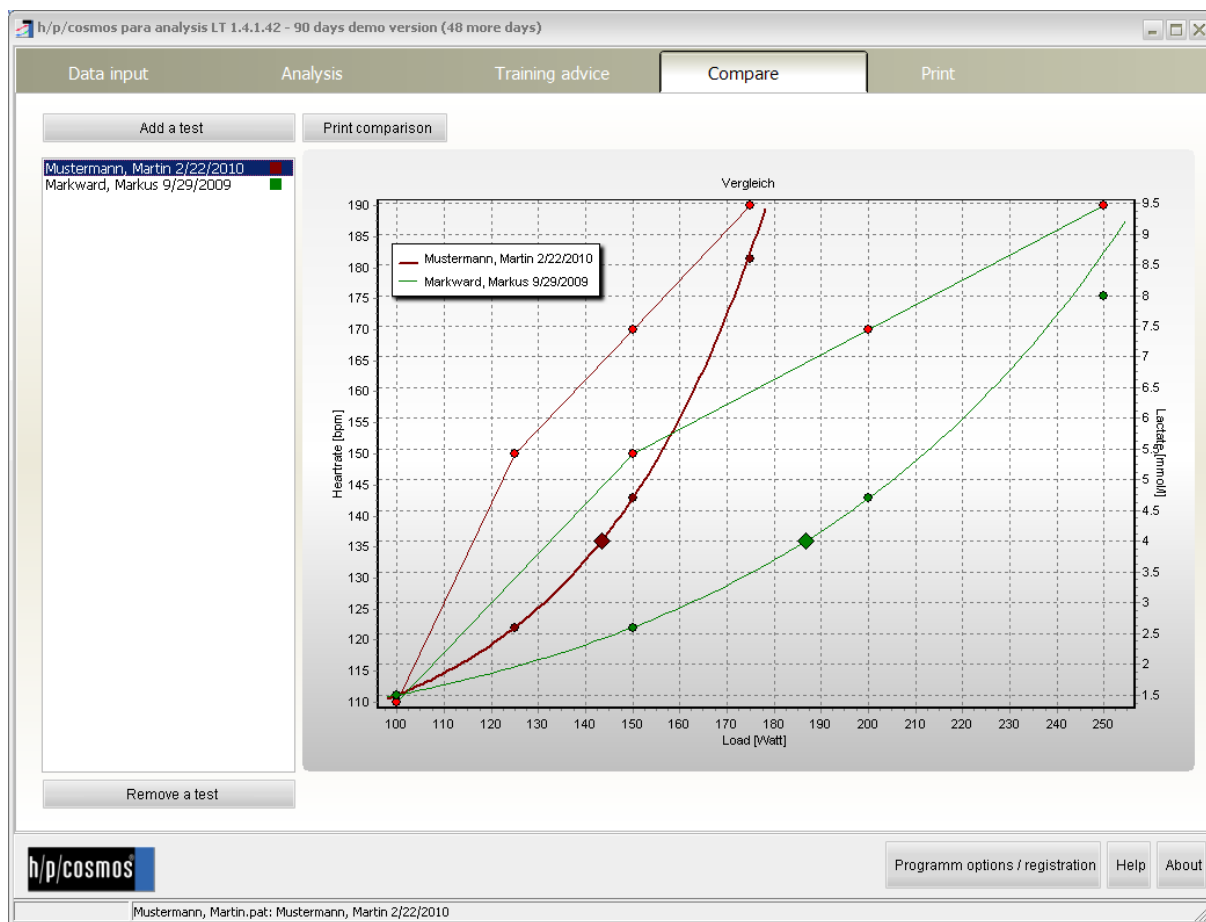 h/p/cosmos para analysis LT 1.4.1.42 - 90 days demo version (48 more days)
Data input Analysis Training advice Compare Print
Add a test Print comparison
Mustermann, Martin 2/22/2010
Markward, Markus 9/29/2009
Vergleich
Mustermann, Martin 2/22/2010
Markward, Markus 9/29/2009
Heartrate [bpm]
190
185
180
175
170
165
160
155
150
145
140
135
130
125
120
115
110
9.5
9
8.5
8
7.5
7
6.5
6
5.5
5
4.5
4
3.5
3
2.5
2
1.5
Lactate [mmol/l]
100 110 120 130 140 150 160 170 180 190 200 210 220 230 240 250
Load [Watt]
Remove a test
h/p/cosmos®
Programm options / registration Help About
Mustermann, Martin.pat: Mustermann, Martin 2/22/2010